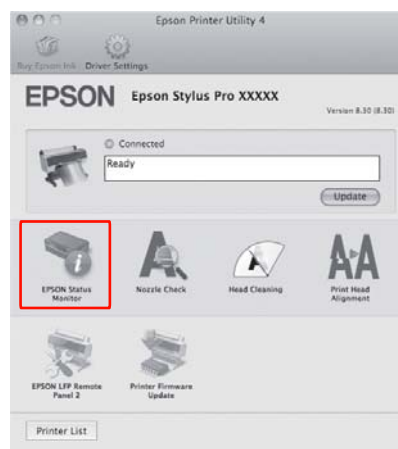 Epson Printer Utility 4
Buy Epson Ink Driver Settings
EPSON Epson Stylus Pro XXXXX
Version 8.30 (8.30)
Connected
Ready
Update
EPSON Status Monitor
Nozzle Check
Head Cleaning
Print Head Alignment
EPSON LFP Remote Panel 2
Printer Firmware Update
Printer List